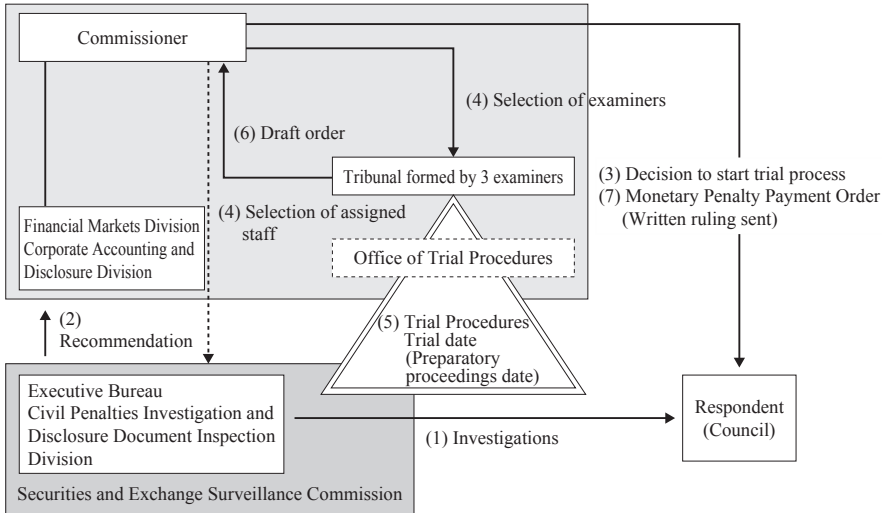 Commissioner
(4) Selection of examiners
(6) Draft order
Tribunal formed by 3 examiners
(3) Decision to start trial process
(7) Monetary Penalty Payment Order
(Written ruling sent)
Financial Markets Division
Corporate Accounting and
Disclosure Division
(4) Selection of assigned
staff
Office of Trial Procedures
(2)
Recommendation
(5) Trial Procedures
Trial date
(Preparatory
proceedings date)
Executive Bureau
Civil Penalties Investigation and
Disclosure Document Inspection
Division
(1) Investigations
Respondent
(Council)
Securities and Exchange Surveillance Commission